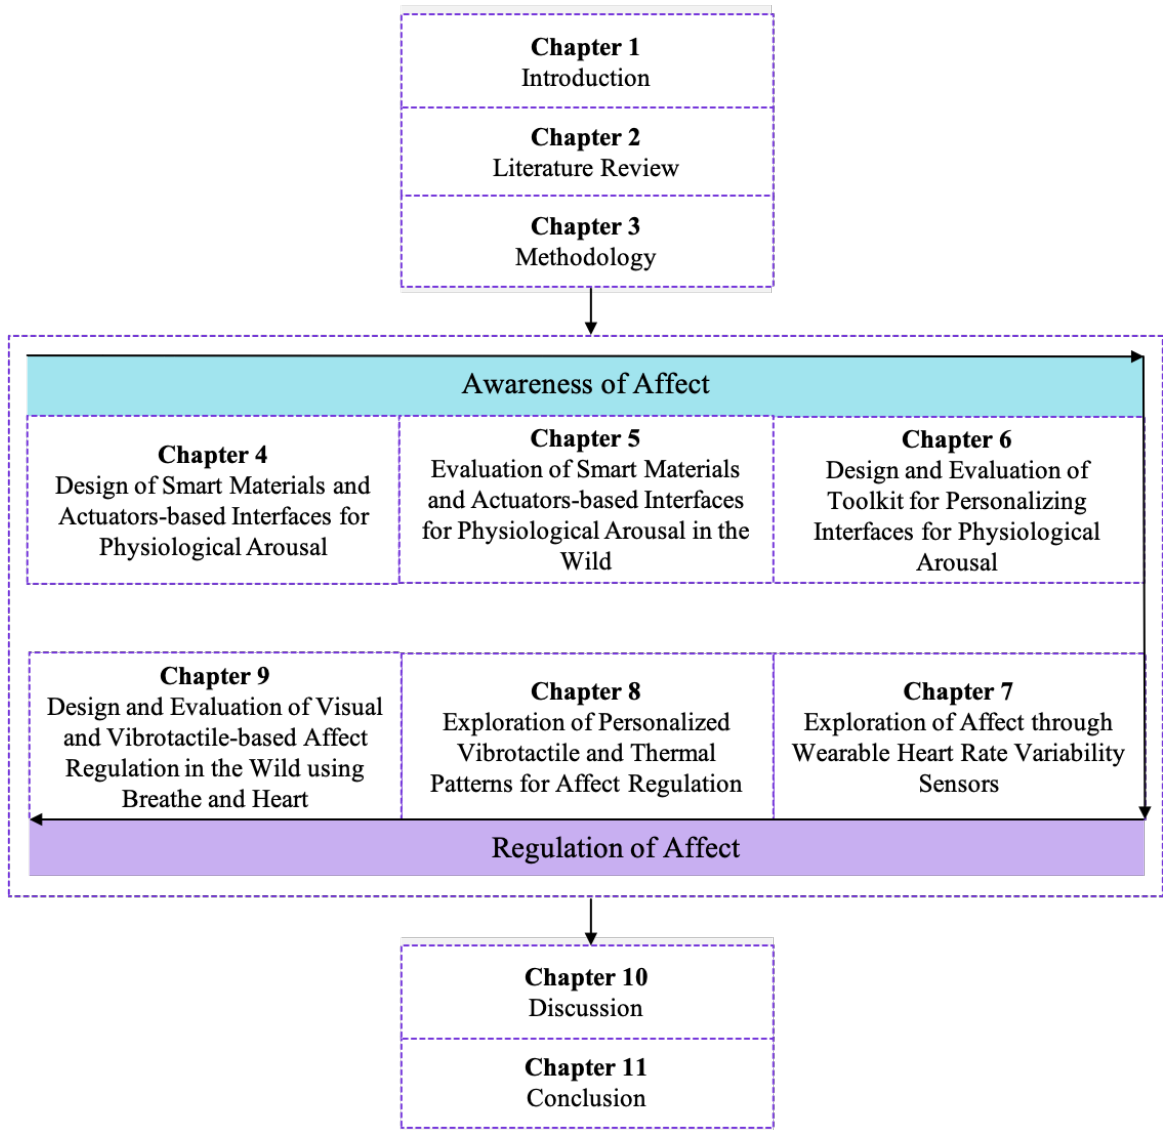 Chapter 1
Introduction
Chapter 2
Literature Review
Chapter 3
Methodology
Awareness of Affect
Chapter 4
Design of Smart Materials and
Actuators-based Interfaces for
Physiological Arousal
Chapter 5
Evaluation of Smart Materials
and Actuators-based Interfaces
for Physiological Arousal in the
Wild
Chapter 6
Design and Evaluation of
Toolkit for Personalizing
Interfaces for Physiological
Arousal
Chapter 9
Design and Evaluation of Visual
and Vibrotactile-based Affect
Regulation in the Wild using
Breathe and Heart
Chapter 8
Exploration of Personalized
Vibrotactile and Thermal
Patterns for Affect Regulation
Chapter 7
Exploration of Affect through
Wearable Heart Rate Variability
Sensors
Regulation of Affect
Chapter 10
Discussion
Chapter 11
Conclusion